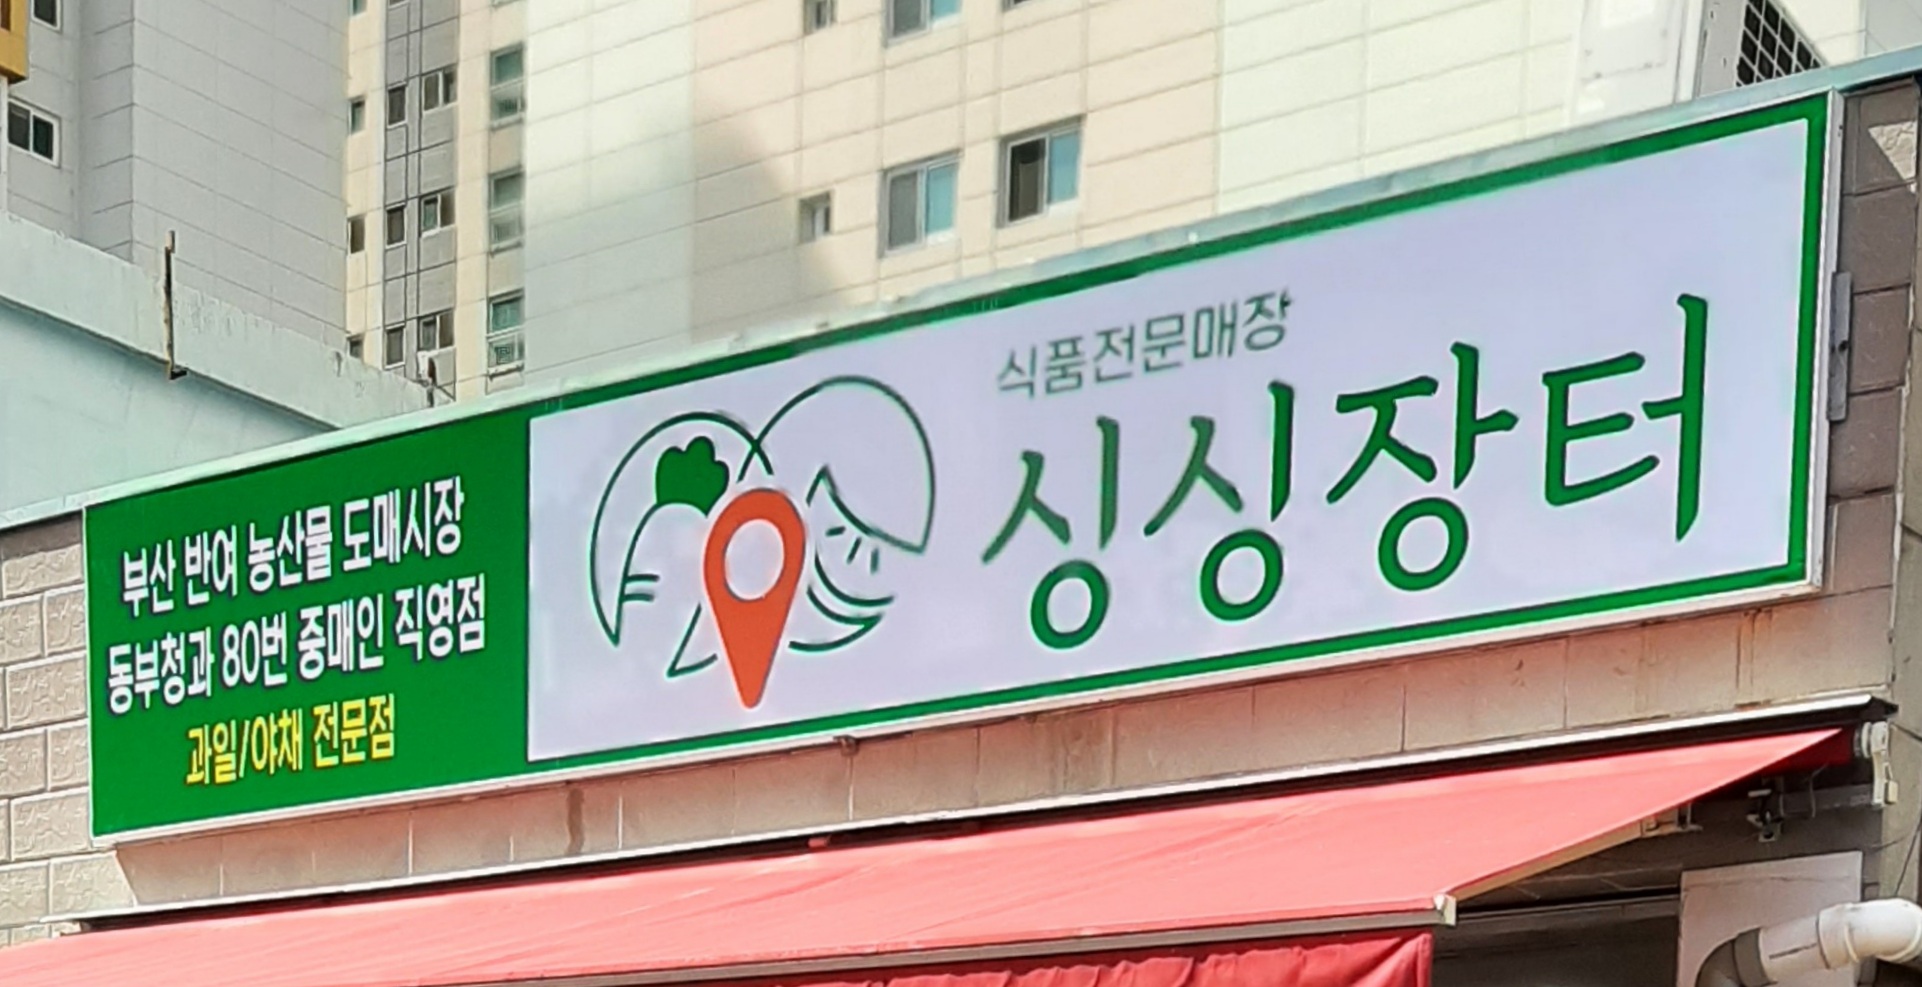 부산 반여 농산물 도매시장
동부청과 80번 중매인 직영점
과일/야채 전문점
식품전문매장
싱싱장터